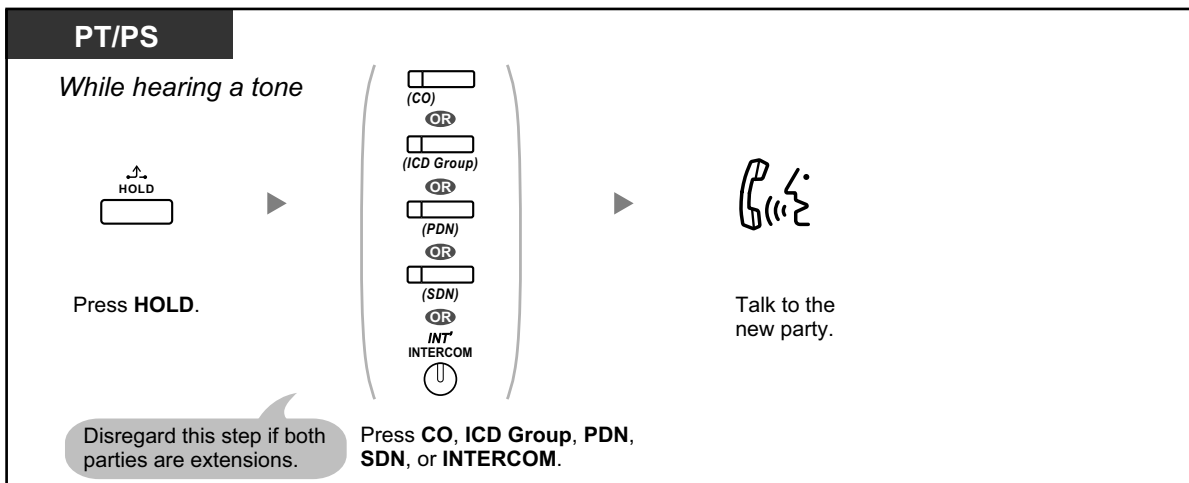 PT/PS
While hearing a tone
HOLD
Press HOLD.
(CO)
OR
(ICD Group)
OR
(PDN)
OR
(SDN)
OR
INT'
INTERCOM
Disregard this step if both
parties are extensions.
Press CO, ICD Group, PDN,
SDN, or INTERCOM.
Talk to the
new party.